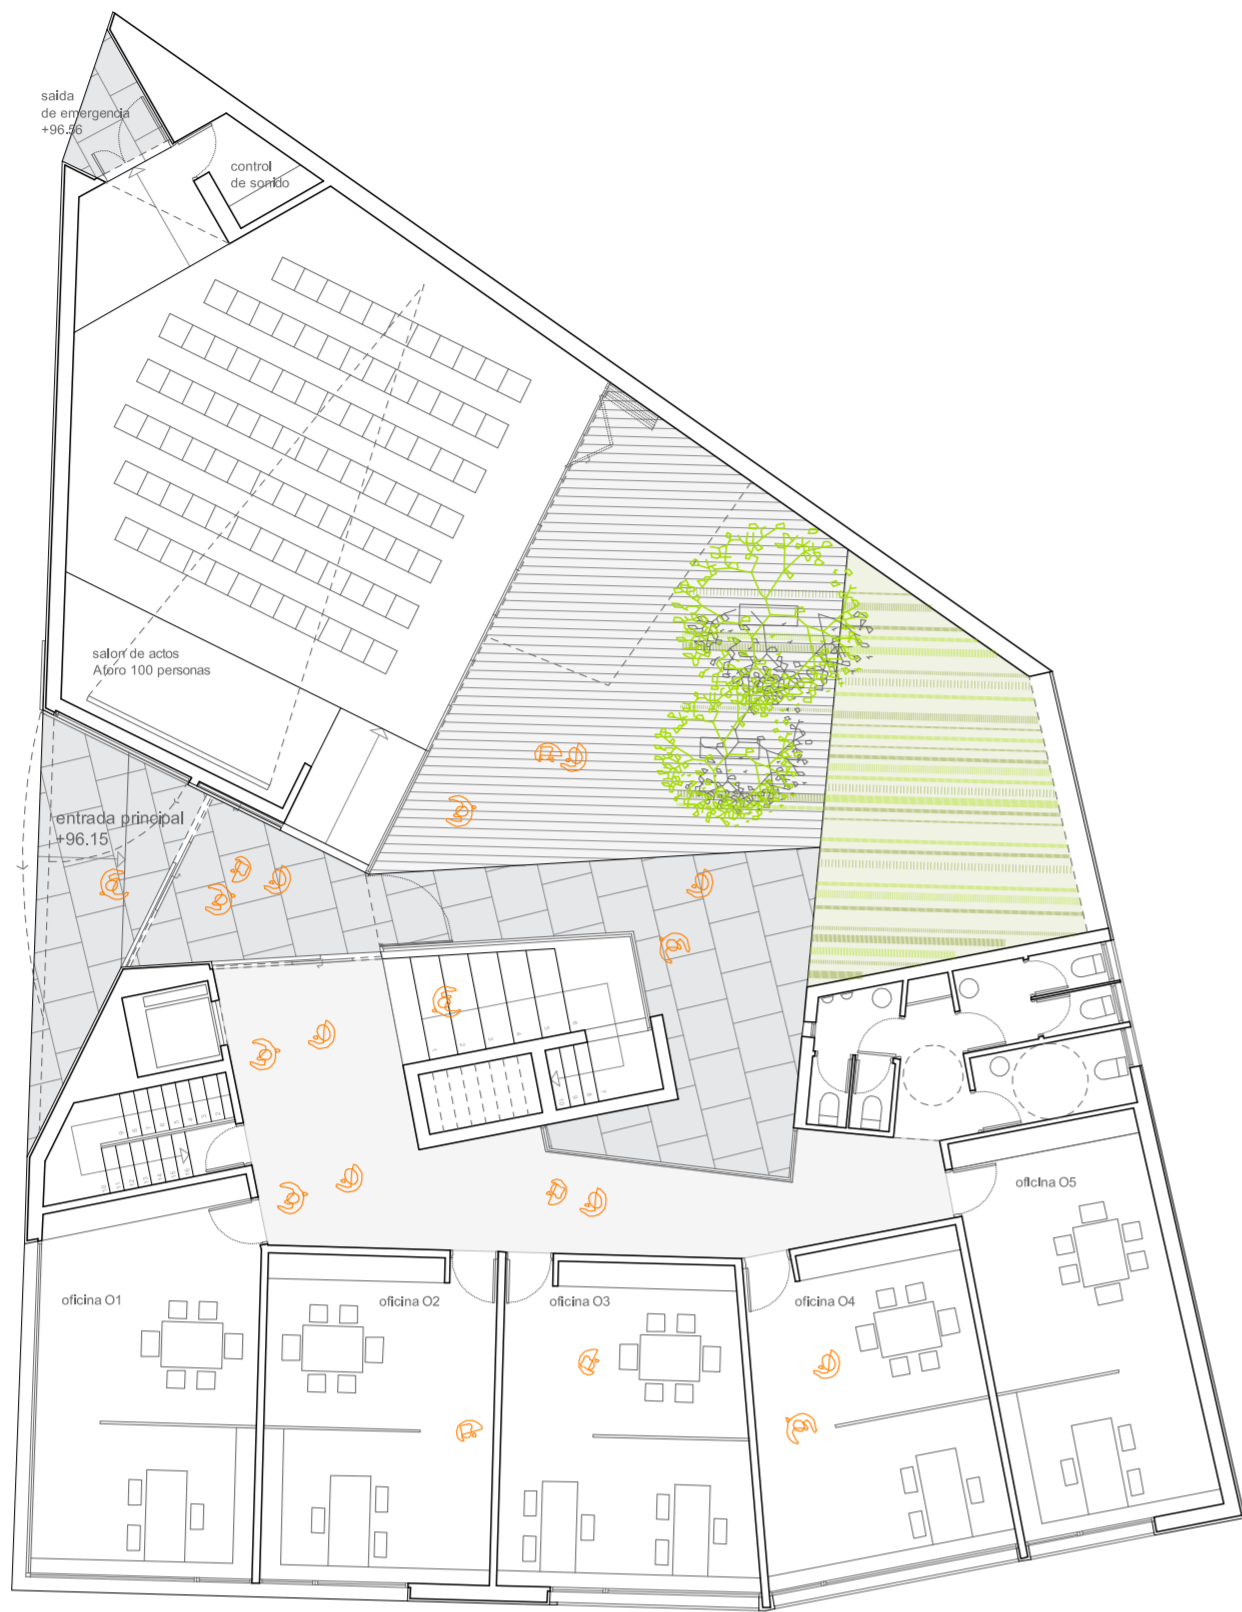 saida
de emergencia
+96.56
control
de sonido
salon de actos
Aforo 100 personas
entrada principal
+96.15
oficina O5
oficina O1
oficina O2
oficina O3
oficina O4